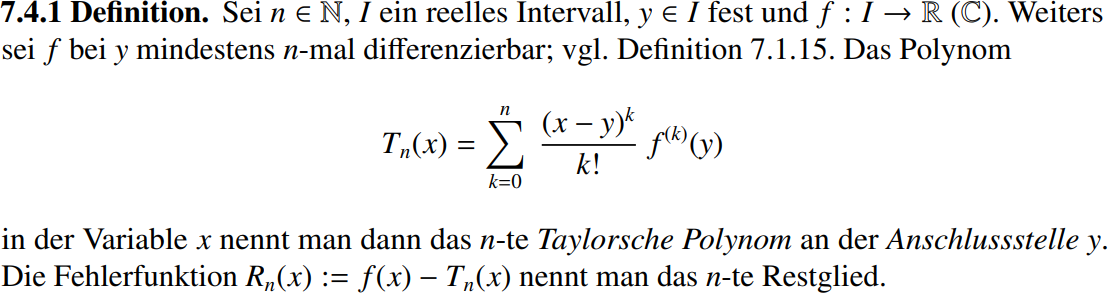 7.4.1 Definition. Sei n ∈ ℕ, I ein reelles Intervall, y ∈ I fest und f : I → ℝ (ℂ). Weiters
sei f bei y mindestens n-mal differenzierbar; vgl. Definition 7.1.15. Das Polynom
T_n(x) = \sum_{k=0}^{n} \frac{(x − y)^k}{k!} f^{(k)}(y)
in der Variable x nennt man dann das n-te Taylorsche Polynom an der Anschlussstelle y.
Die Fehlerfunktion R_n(x) := f(x) − T_n(x) nennt man das n-te Restglied.